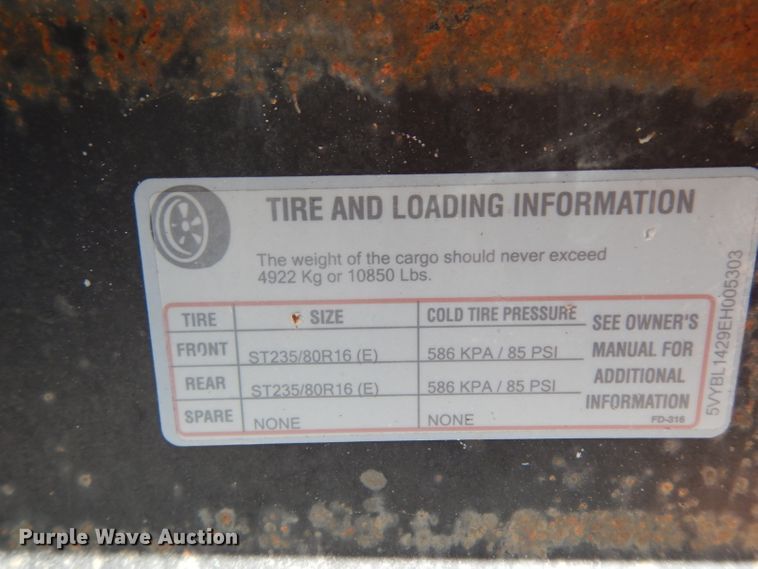 TIRE AND LOADING INFORMATION
The weight of the cargo should never exceed
4922 Kg or 10850 Lbs.
TIRE SIZE COLD TIRE PRESSURE
FRONT ST235/80R16 (E) 586 KPA / 85 PSI
REAR ST235/80R16 (E) 586 KPA / 85 PSI
SPARE NONE NONE
SEE OWNER'S
MANUAL FOR
ADDITIONAL
INFORMATION
FD-316
5VYBL1429EH005303
Purple Wave Auction